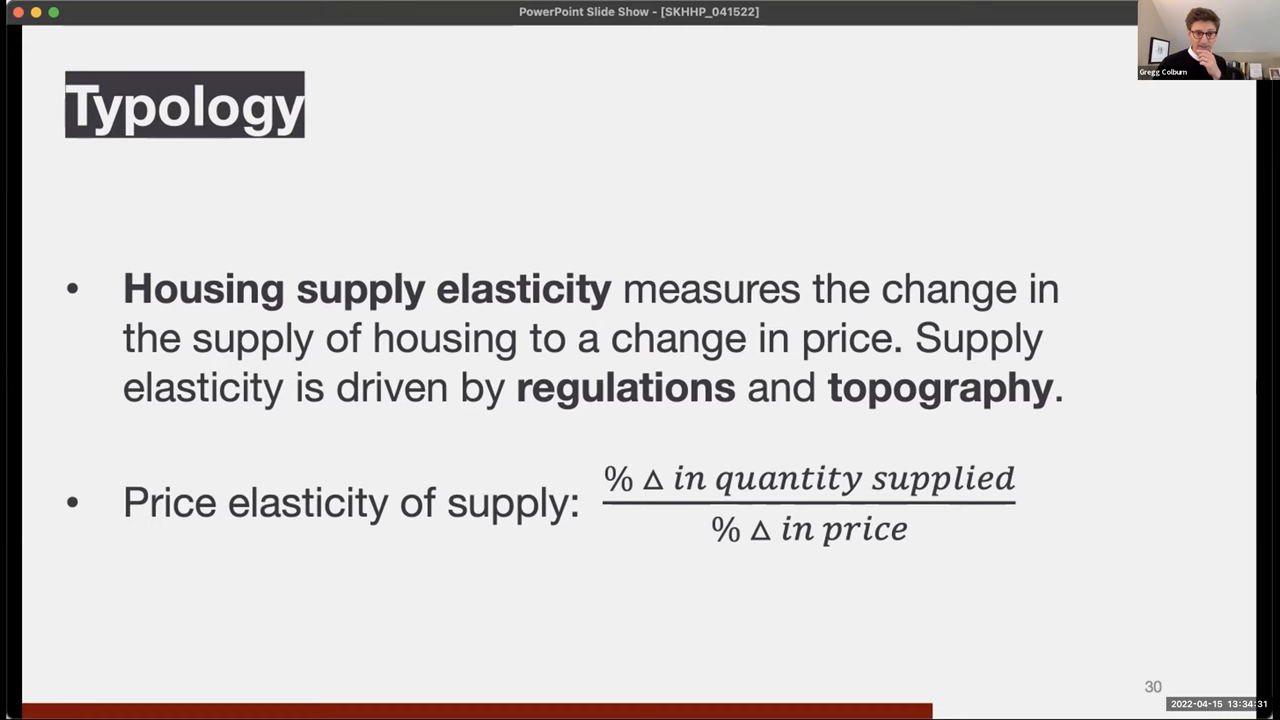 PowerPoint Slide Show - [SKHHP_041522]
Gregg Colburn
Typology
• Housing supply elasticity measures the change in
the supply of housing to a change in price. Supply
elasticity is driven by regulations and topography.
• Price elasticity of supply: % Δ in quantity supplied
% Δ in price
30
2022-04-15 13:34:31